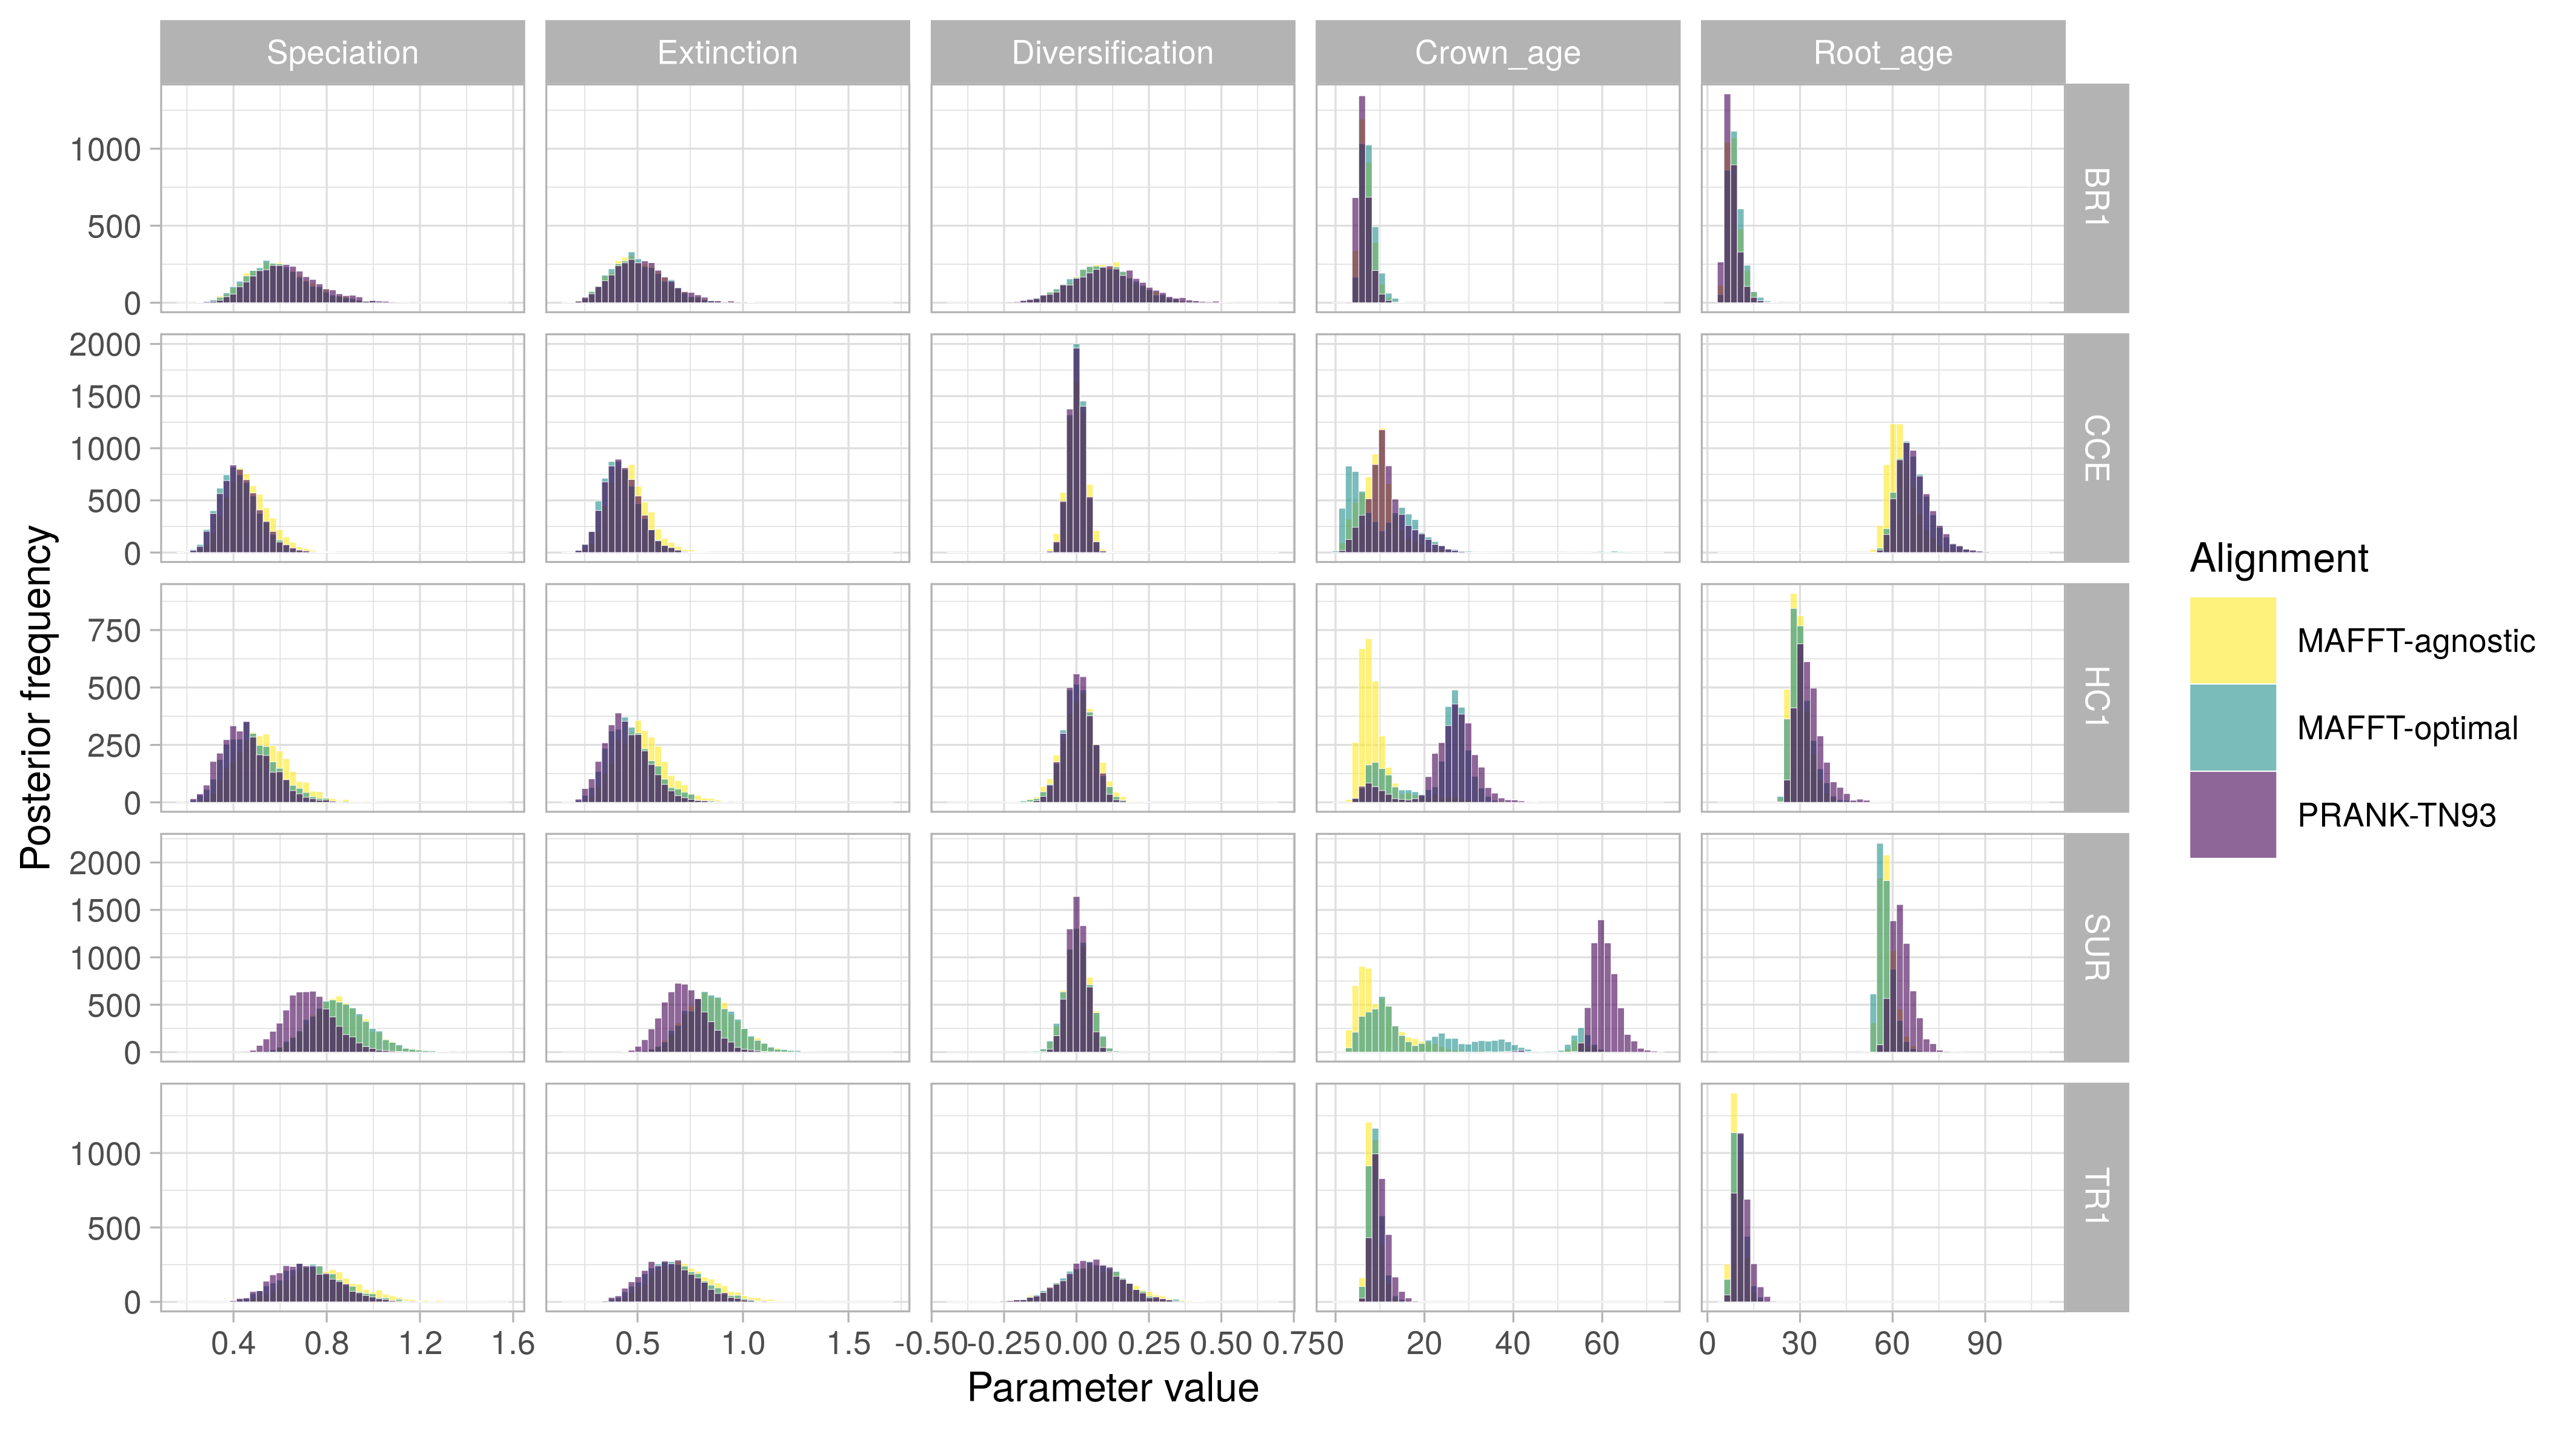 Speciation Extinction Diversification Crown_age Root_age
1000
500
0
BR1
2000
1500
1000
500
0
CCE
750
500
250
0
HC1
2000
1500
1000
500
0
SUR
1000
500
0
TR1
0.4 0.8 1.2 1.6 0.5 1.0 1.5 -0.50 -0.25 0.00 0.25 0.50 0.75 0 20 40 60 0 30 60 90
Parameter value
Posterior frequency
Alignment
MAFFT-agnostic
MAFFT-optimal
PRANK-TN93